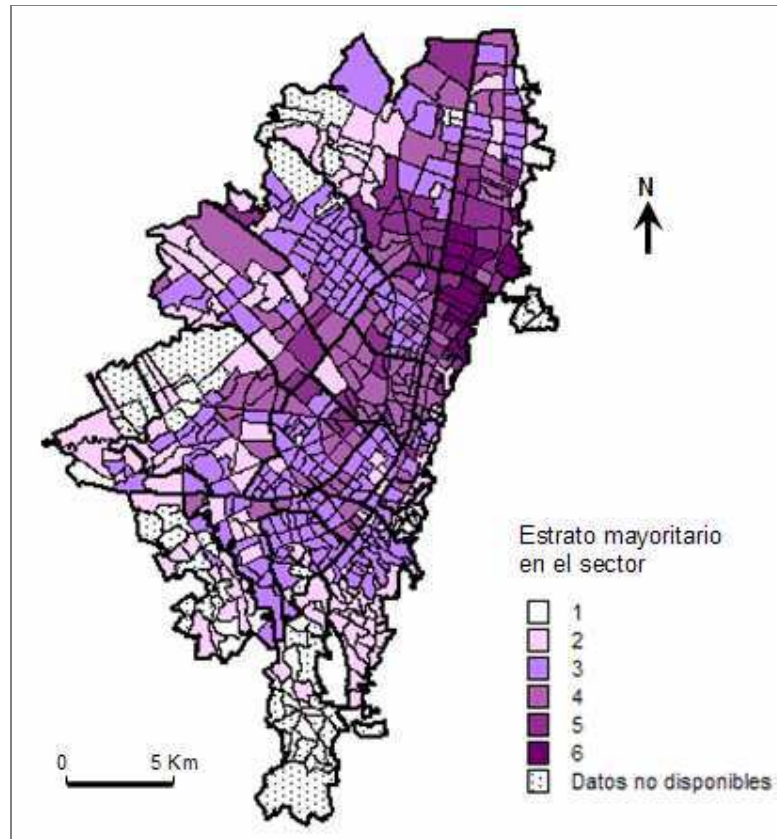 N
Estrato mayoritario
en el sector
1
2
3
4
5
6
Datos no disponibles
0 5 Km